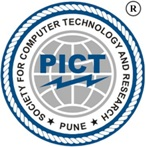 SOCIETY FOR COMPUTER TECHNOLOGY AND RESEARCH
PICT
★ PUNE ★
®